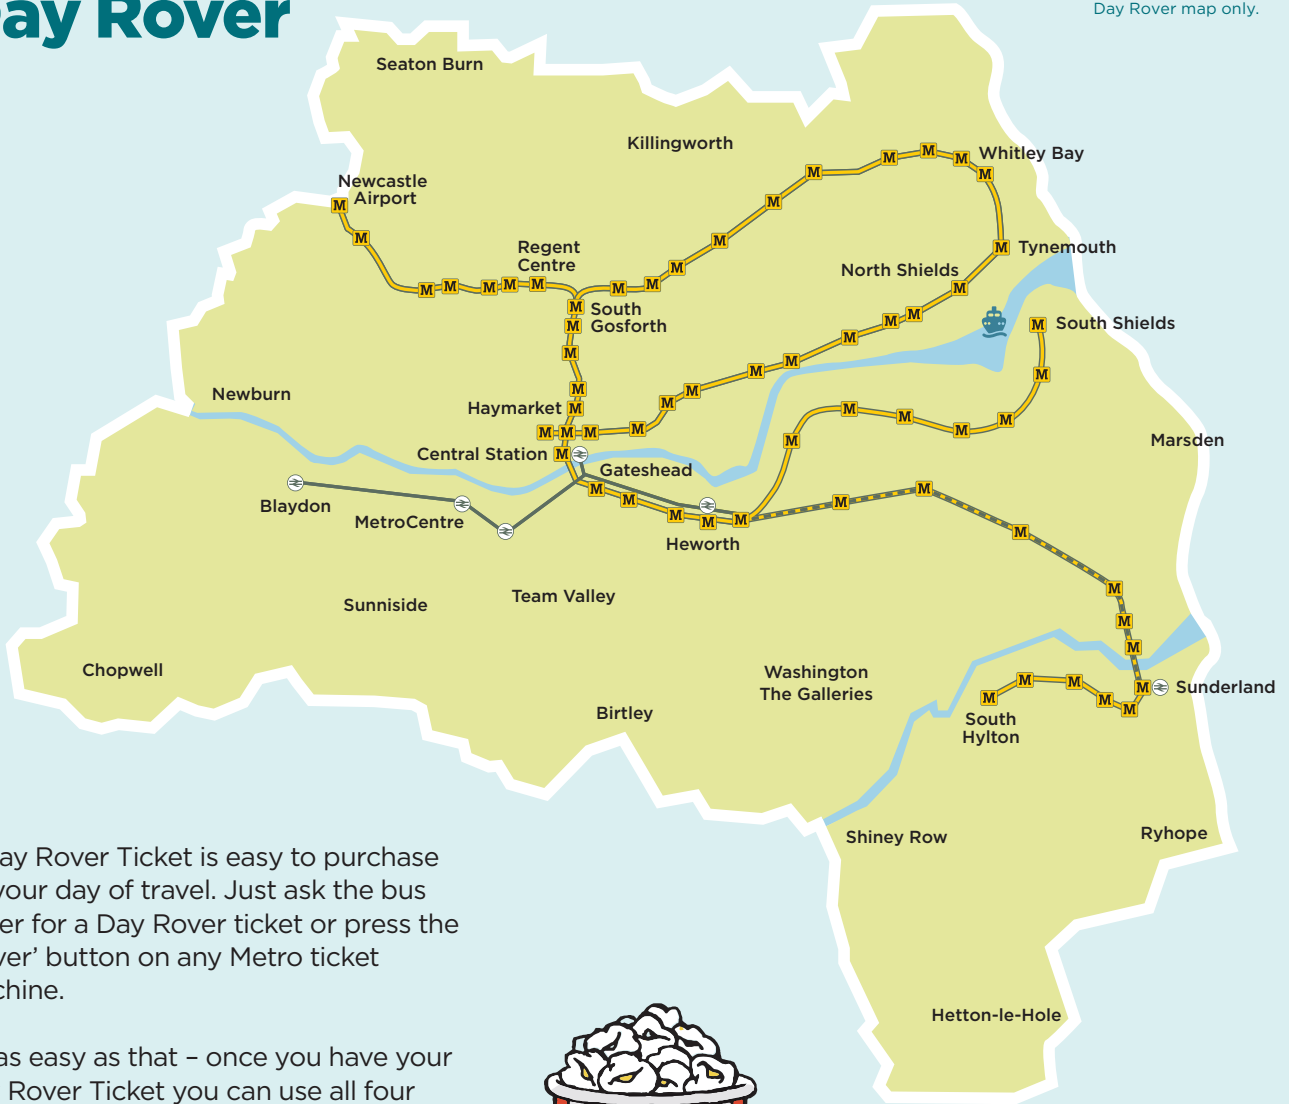 ay Rover
Day Rover map only.
Seaton Burn
Killingworth
Whitley Bay
Newcastle
Airport
Regent
Centre
Tynemouth
North Shields
South
Gosforth
South Shields
Newburn
Haymarket
Marsden
Central Station
Gateshead
Blaydon
MetroCentre
Heworth
Sunniside
Team Valley
Chopwell
Washington
The Galleries
Sunderland
Birtley
South
Hylton
Shiney Row
Ryhope
Hetton-le-Hole
ay Rover Ticket is easy to purchase
your day of travel. Just ask the bus
er for a Day Rover ticket or press the
ver’ button on any Metro ticket
chine.
as easy as that – once you have your
Rover Ticket you can use all four